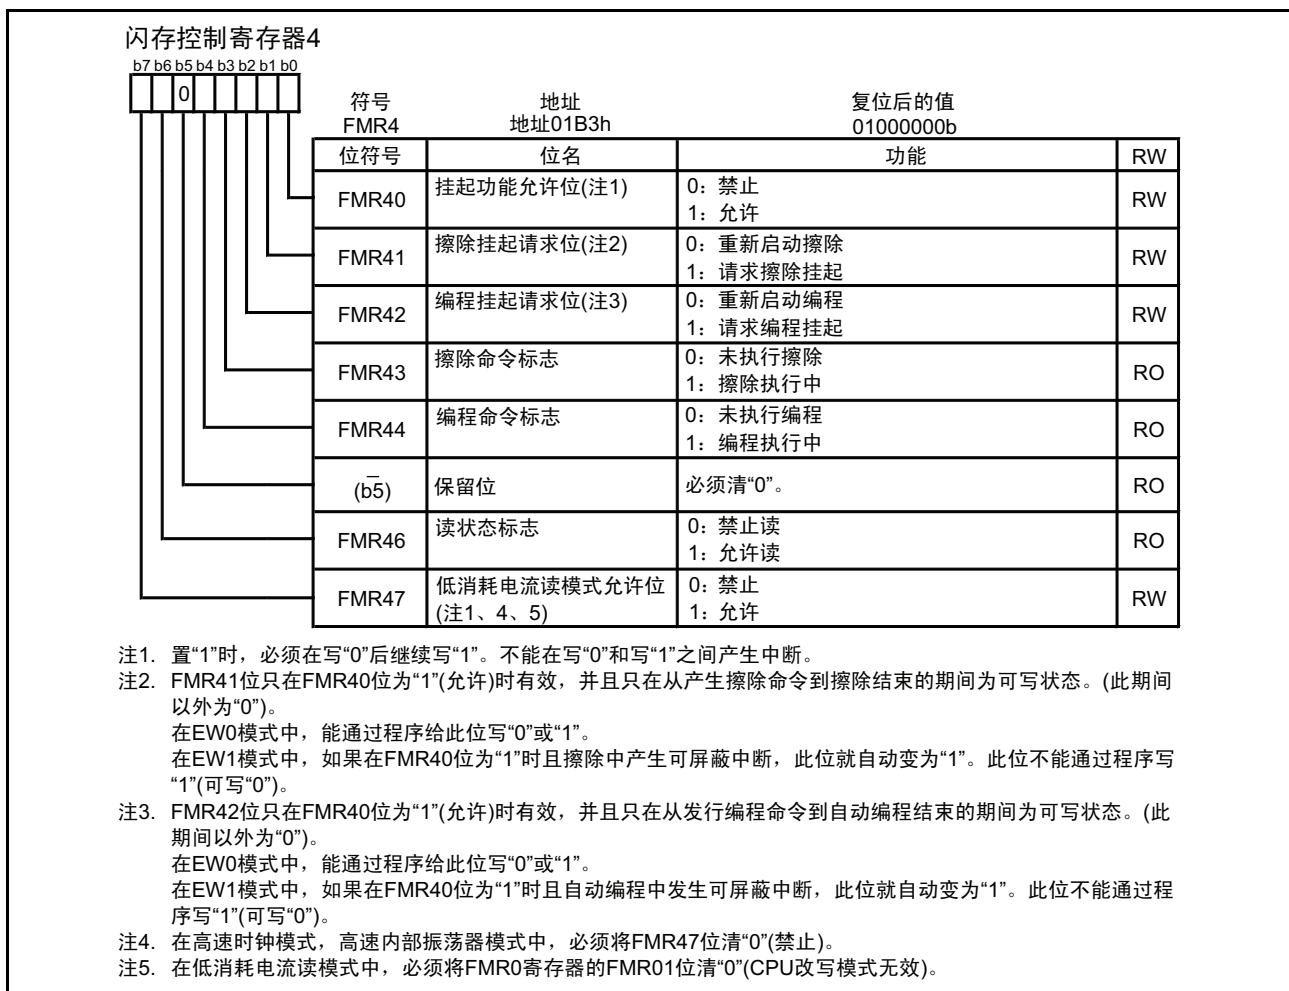 闪存控制寄存器4
b7 b6 b5 b4 b3 b2 b1 b0
0
符号 地址 复位后的值
FMR4 地址01B3h 01000000b
位符号 位名 功能 RW
FMR40 挂起功能允许位(注1) 0：禁止 RW
1：允许
FMR41 擦除挂起请求位(注2) 0：重新启动擦除 RW
1：请求擦除挂起
FMR42 编程挂起请求位(注3) 0：重新启动编程 RW
1：请求编程挂起
FMR43 擦除命令标志 0：未执行擦除 RO
1：擦除执行中
FMR44 编程命令标志 0：未执行编程 RO
1：编程执行中
—
(b5) 保留位 必须清“0”。 RO
FMR46 读状态标志 0：禁止读 RO
1：允许读
FMR47 低消耗电流读模式允许位 0：禁止 RW
(注1、4、5) 1：允许
注1. 置“1”时，必须在写“0”后继续写“1”。不能在写“0”和写“1”之间产生中断。
注2. FMR41位只在FMR40位为“1”(允许)时有效，并且只在从产生擦除命令到擦除结束的期间为可写状态。(此期间
以外为“0”)。
在EW0模式中，能通过程序给此位写“0”或“1”。
在EW1模式中，如果在FMR40位为“1”时且擦除中产生可屏蔽中断，此位就自动变为“1”。此位不能通过程序写
“1”(可写“0”)。
注3. FMR42位只在FMR40位为“1”(允许)时有效，并且只在从发行编程命令到自动编程结束的期间为可写状态。(此
期间以外为“0”)。
在EW0模式中，能通过程序给此位写“0”或“1”。
在EW1模式中，如果在FMR40位为“1”时且自动编程中发生可屏蔽中断，此位就自动变为“1”。此位不能通过程
序写“1”(可写“0”)。
注4. 在高速时钟模式，高速内部振荡器模式中，必须将FMR47位清“0”(禁止)。
注5. 在低消耗电流读模式中，必须将FMR0寄存器的FMR01位清“0”(CPU改写模式无效)。